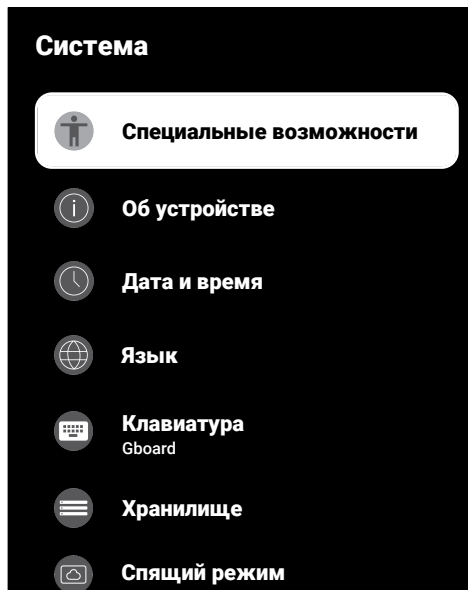 Система
Специальные возможности
Об устройстве
Дата и время
Язык
Клавиатура
Gboard
Хранилище
Спящий режим